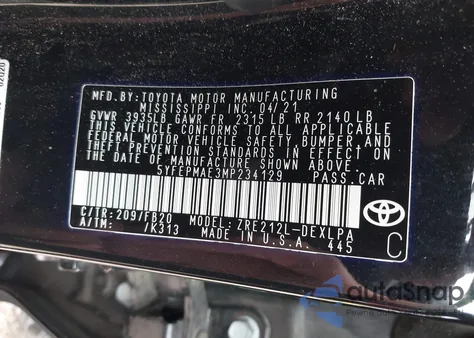 MFD.BY:TOYOTA MOTOR MANUFACTURING
MISSISSIPPI INC. 04/21
GVWR 3935LB GAWR FR 2315 LB RR 2140 LB
THIS VEHICLE CONFORMS TO ALL APPLICABLE
FEDERAL MOTOR VEHICLE SAFETY, BUMPER, AND
THEFT PREVENTION STANDARDS IN EFFECT ON
THE DATE OF MANUFACTURE SHOWN ABOVE.
5YFEPMAE3MP234129 PASS.CAR
C/TR:209/FB20 MODEL: ZRE212L-DEXLPA
A/TM: /K313 MADE IN U.S.A. 445
TOYOTA
C
autoSnap